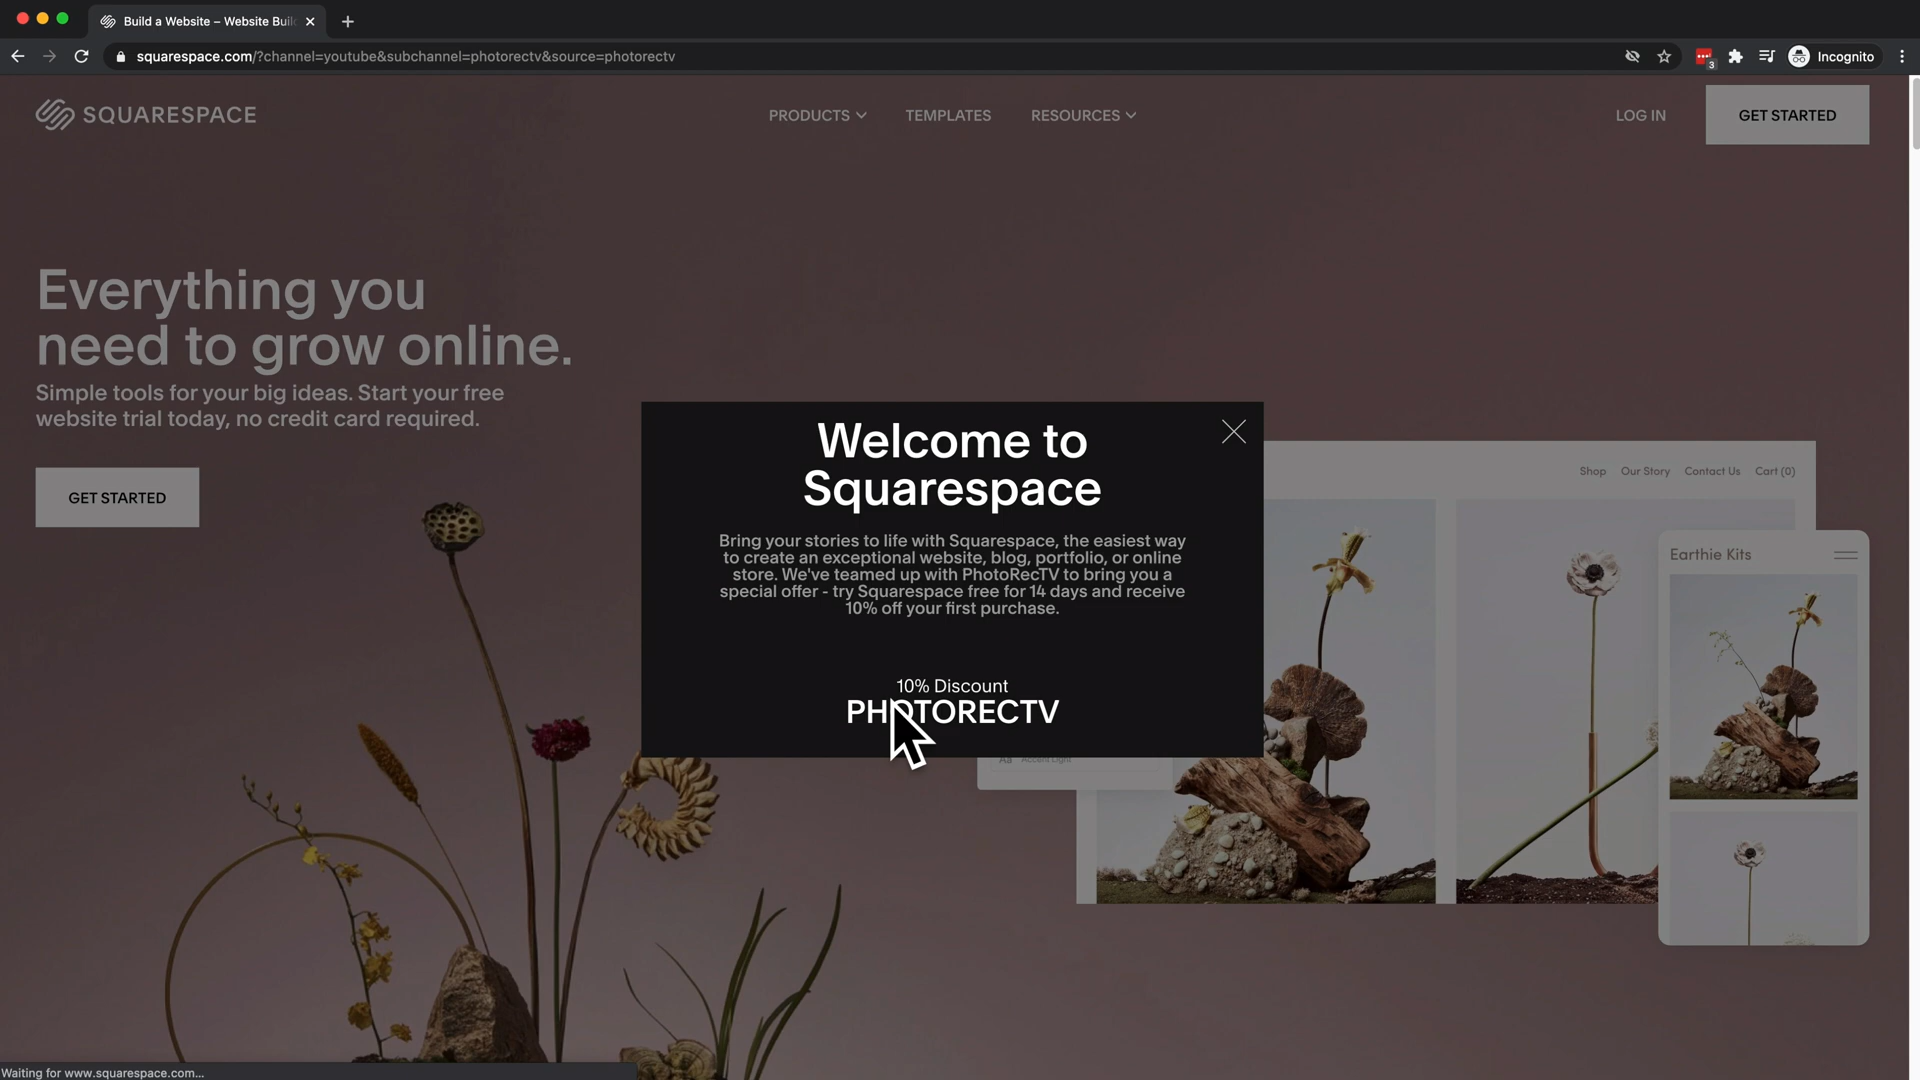 Build a Website – Website Buil
squarespace.com/?channel=youtube&subchannel=photorectv&source=photorectv
3
Incognito
SQUARESPACE
PRODUCTS
TEMPLATES
RESOURCES
LOG IN
GET STARTED
Everything you
need to grow online.
Simple tools for your big ideas. Start your free
website trial today, no credit card required.
GET STARTED
Welcome to
Squarespace
Bring your stories to life with Squarespace, the easiest way
to create an exceptional website, blog, portfolio, or online
store. We've teamed up with PhotoRecTV to bring you a
special offer - try Squarespace free for 14 days and receive
10% off your first purchase.
10% Discount
PHOTORECTV
Shop Our Story Contact Us Cart (0)
Earthie Kits
Aa Accent Light
Waiting for www.squarespace.com...